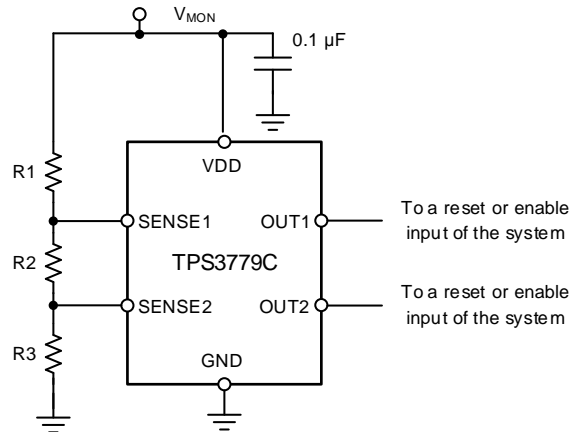 VMON
0.1 µF
R1
VDD
SENSE1
OUT1
To a reset or enable
input of the system
R2
TPS3779C
SENSE2
OUT2
To a reset or enable
input of the system
R3
GND